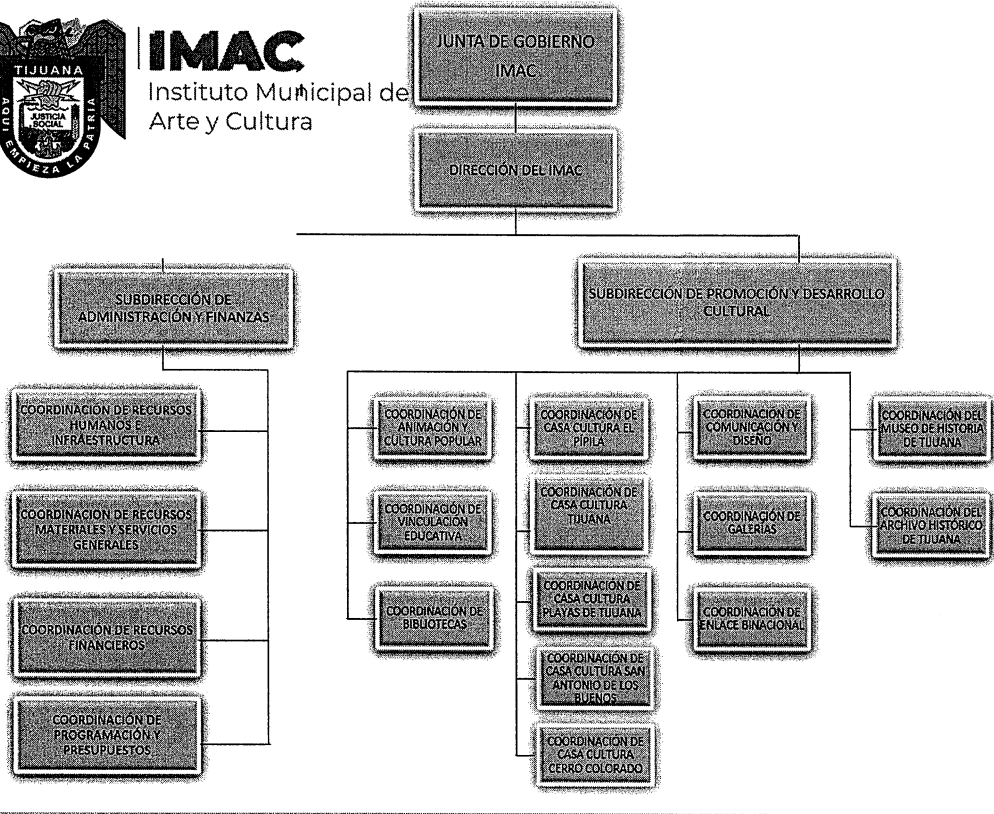 TIJUANA
JUSTICIA
SOCIAL
AQUI EMPIEZA LA PATRIA
IMAC
Instituto Municipal de
Arte y Cultura
JUNTA DE GOBIERNO
IMAC
DIRECCIÓN DEL IMAC
SUBDIRECCIÓN DE
ADMINISTRACIÓN Y FINANZAS
SUBDIRECCIÓN DE PROMOCIÓN Y DESARROLLO
CULTURAL
COORDINACIÓN DE RECURSOS
HUMANOS E
INFRAESTRUCTURA
COORDINACIÓN DE RECURSOS
MATERIALES Y SERVICIOS
GENERALES
COORDINACIÓN DE RECURSOS
FINANCIEROS
COORDINACIÓN DE
PROGRAMACIÓN Y
PRESUPUESTOS
COORDINACIÓN DE
ANIMACIÓN Y
CULTURA POPULAR
COORDINACIÓN DE
VINCULACIÓN
EDUCATIVA
COORDINACIÓN DE
BIBLIOTECAS
COORDINACIÓN DE
CASA CULTURA EL
PÍPILA
COORDINACIÓN DE
CASA CULTURA
TIJUANA
COORDINACIÓN DE
CASA CULTURA
PLAYAS DE TIJUANA
COORDINACIÓN DE
CASA CULTURA SAN
ANTONIO DE LOS
BUENOS
COORDINACIÓN DE
CASA CULTURA
CERRO COLORADO
COORDINACIÓN DE
COMUNICACIÓN Y
DISEÑO
COORDINACIÓN DE
GALERÍAS
COORDINACIÓN DE
ENLACE BINACIONAL
COORDINACIÓN DEL
MUSEO DE HISTORIA
DE TIJUANA
COORDINACIÓN DEL
ARCHIVO HISTÓRICO
DE TIJUANA